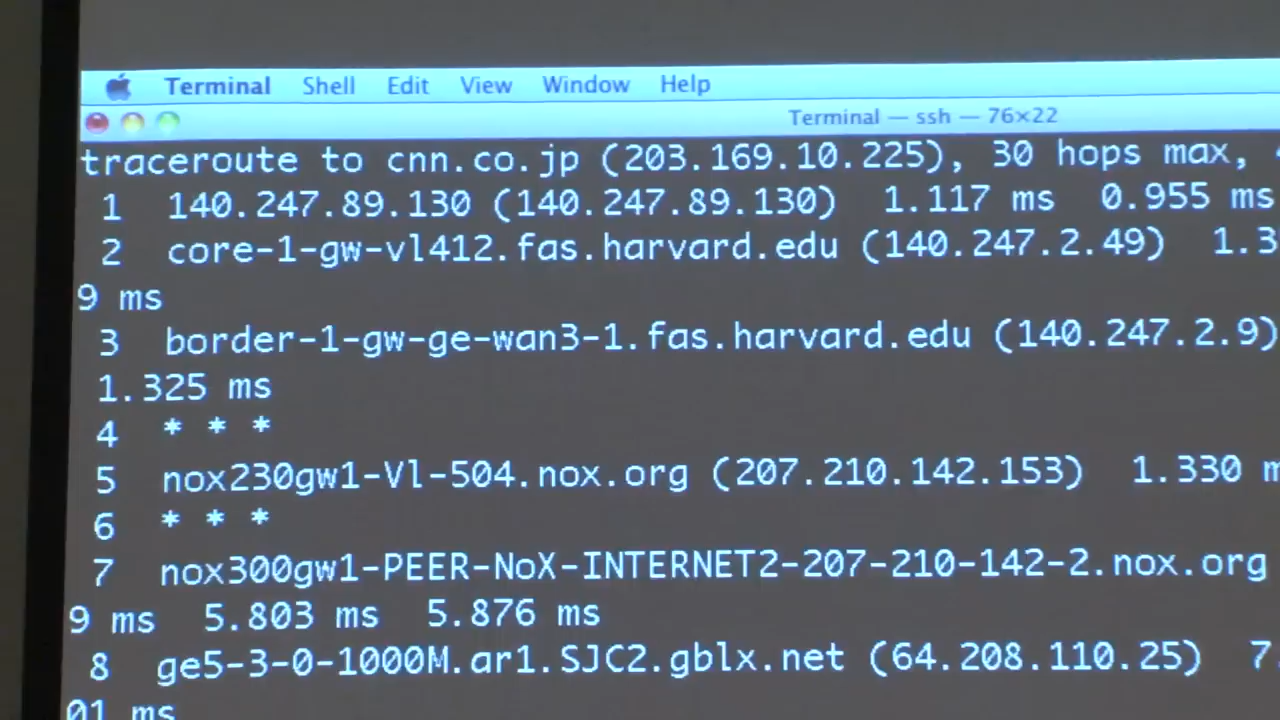 Terminal Shell Edit View Window Help
Terminal — ssh — 76×22
traceroute to cnn.co.jp (203.169.10.225), 30 hops max,
1 140.247.89.130 (140.247.89.130) 1.117 ms 0.955 ms
2 core-1-gw-vl412.fas.harvard.edu (140.247.2.49) 1.3
9 ms
3 border-1-gw-ge-wan3-1.fas.harvard.edu (140.247.2.9)
1.325 ms
4 * * *
5 nox230gw1-Vl-504.nox.org (207.210.142.153) 1.330 m
6 * * *
7 nox300gw1-PEER-NoX-INTERNET2-207-210-142-2.nox.org
9 ms 5.803 ms 5.876 ms
8 ge5-3-0-1000M.ar1.SJC2.gblx.net (64.208.110.25) 7
01 ms